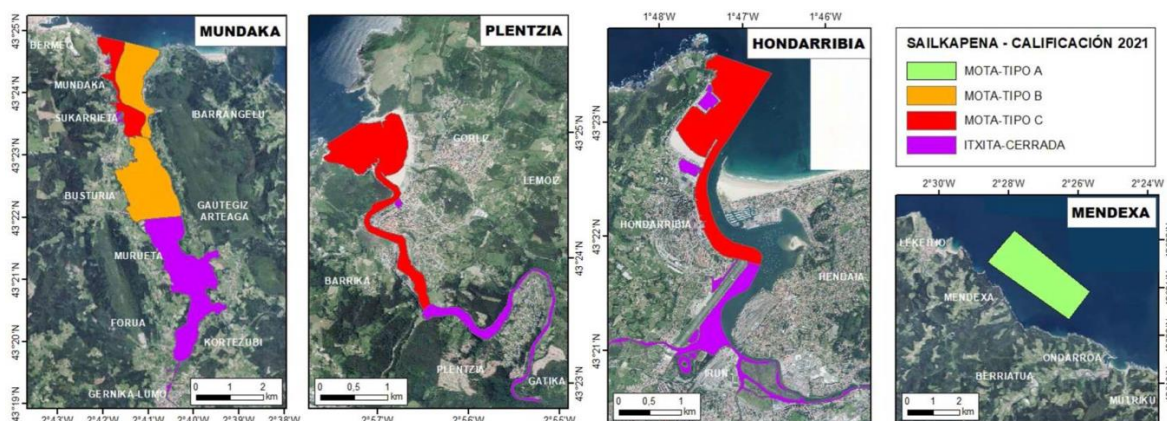 MUNDAKA
43°25'N
43°24'N
43°23'N
43°22'N
43°21'N
43°20'N
43°19'N
BERMEO
MUNDAKA
SUKARRIETA
IBARRANGELU
BUSTURIA
GAUTEGIZ
ARTEAGA
MURUETA
FORUA
KORTEZUBI
GERNIKA-LUMO
0 1 2
km
2°43'O 2°42'O 2°41'O 2°40'O 2°39'O 2°38'O
PLENTZIA
GORLIZ
LEMOIZ
BARRIKA
PLENTZIA
GATIKA
43°25'N
43°24'N
43°23'N
0 0,5 1
km
2°57'O 2°56'O 2°55'O
1°48'O 1°47'O 1°46'O
HONDARRIBIA
43°23'N
43°22'N
43°21'N
HONDARRIBIA
HENDAIA
IRUN
0 0,5 1
km
SAILKAPENA - CALIFICACIÓN 2021
MOTA-TIPO A
MOTA-TIPO B
MOTA-TIPO C
ITXITA-CERRADA
2°30'O 2°28'O 2°26'O 2°24'O
MENDEXA
LEKEITIO
MENDEXA
ONDARROA
BERRIATUA
MUTRIKU
0 1 2
km